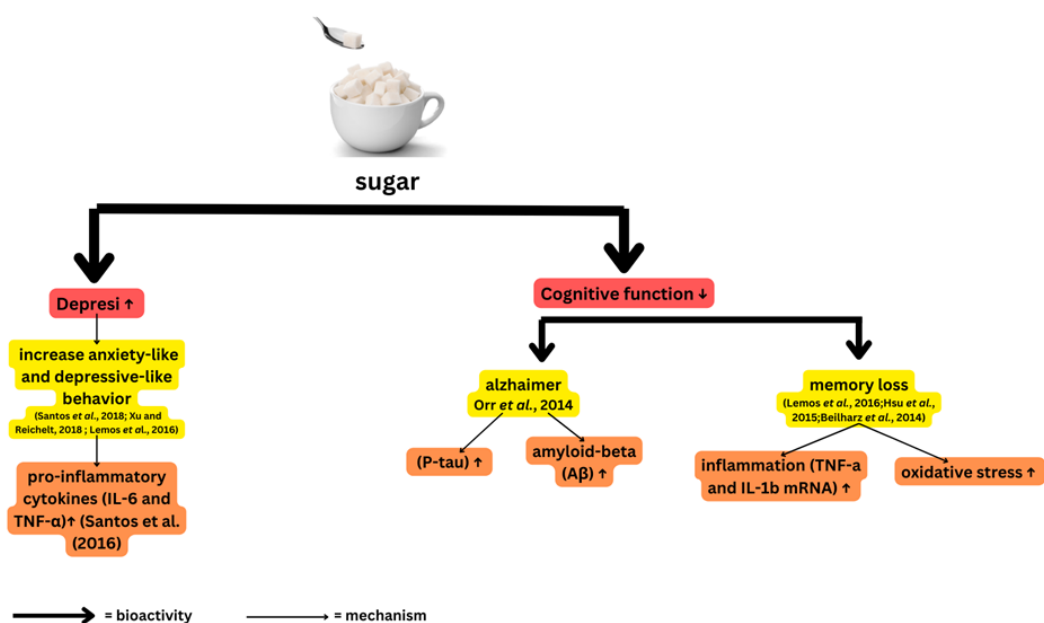 sugar
Depresi ↑
increase anxiety-like
and depressive-like
behavior
(Santos et al., 2018; Xu and
Reichelt, 2018 ; Lemos et al., 2016)
pro-inflammatory
cytokines (IL-6 and
TNF-α)↑ (Santos et al.
(2016)
Cognitive function ↓
alzhaimer
Orr et al., 2014
(P-tau) ↑
amyloid-beta
(Aβ) ↑
memory loss
(Lemos et al., 2016;Hsu et al.,
2015;Beilharz et al., 2014)
inflammation (TNF-a
and IL-1b mRNA) ↑
oxidative stress ↑
= bioactivity
= mechanism